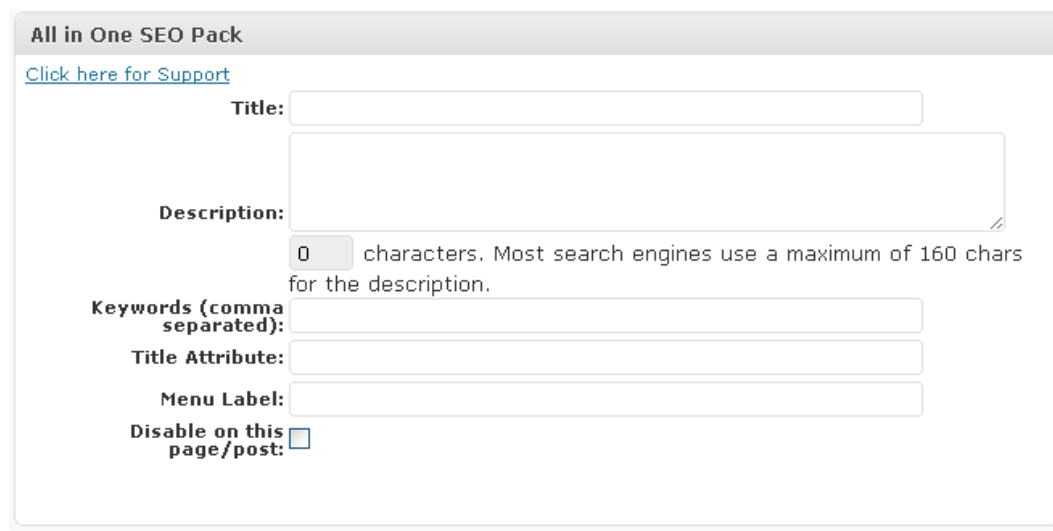 All in One SEO Pack
Click here for Support
Title:
Description:
0 characters. Most search engines use a maximum of 160 chars
for the description.
Keywords (comma
separated):
Title Attribute:
Menu Label:
Disable on this
page/post: